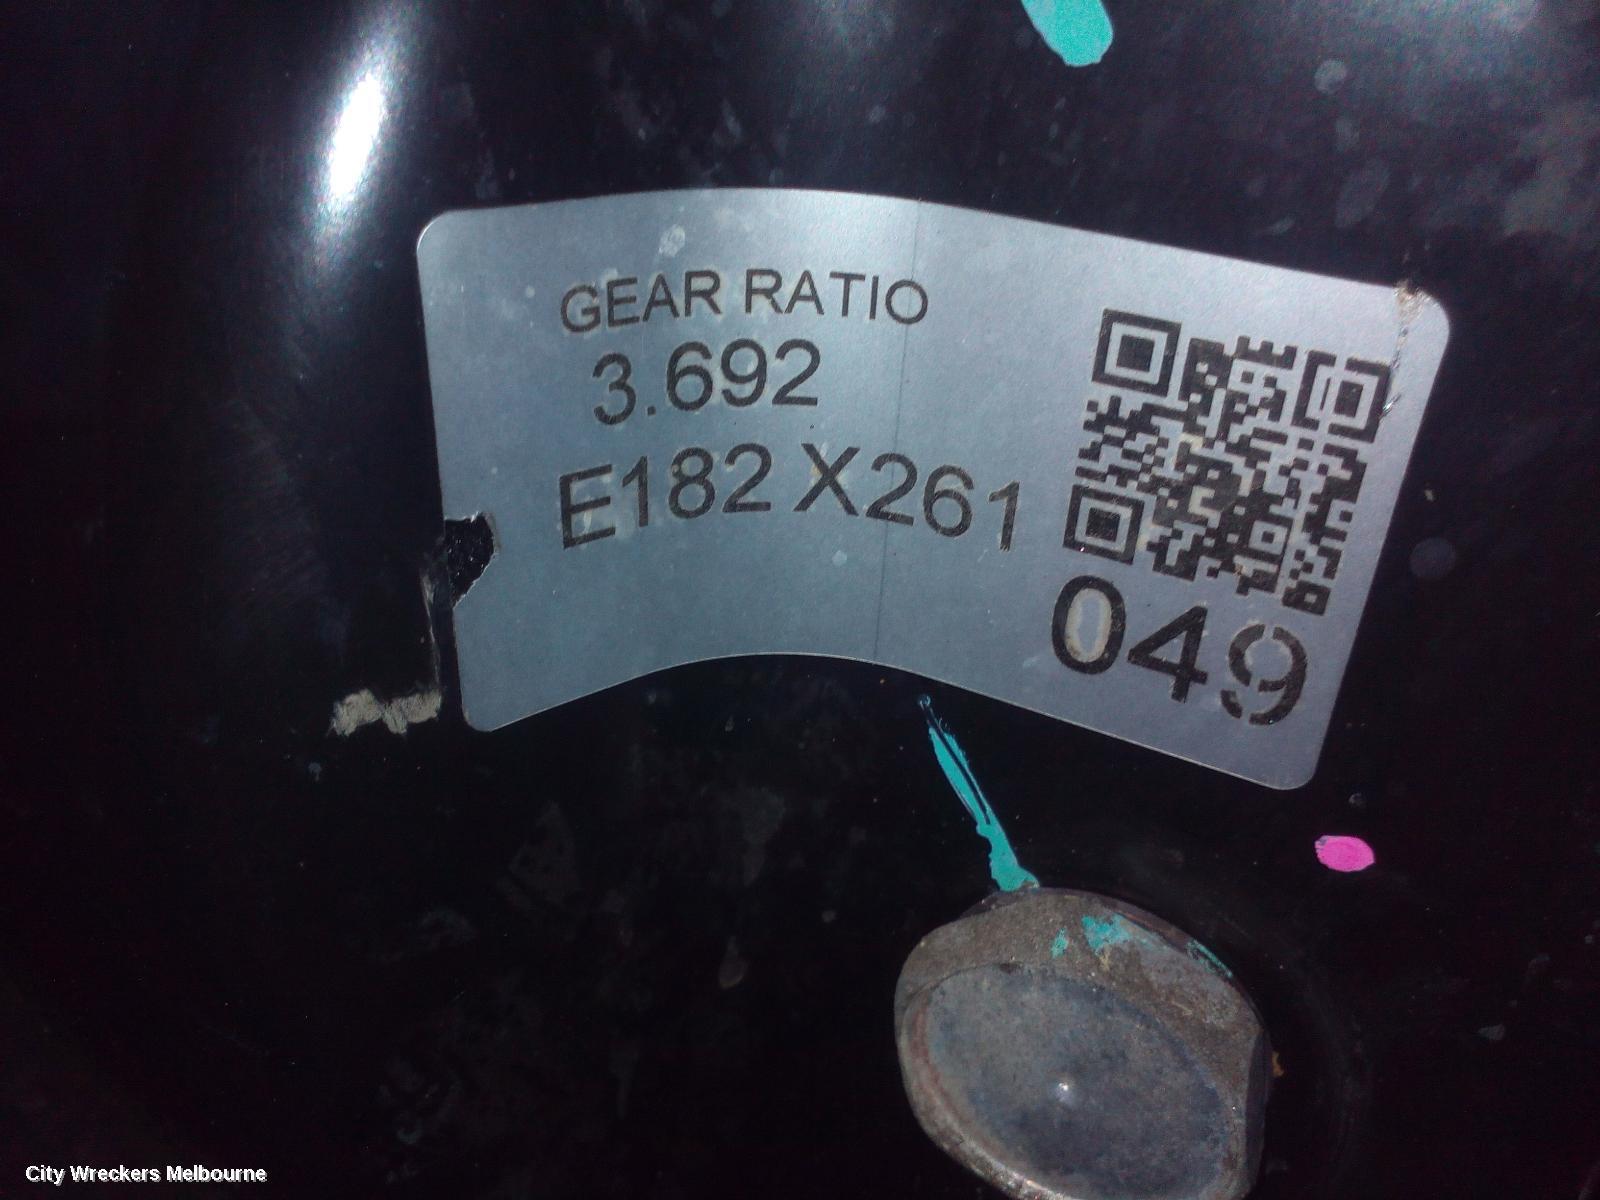 GEAR RATIO
3.692
E182 X261
049
City Wreckers Melbourne